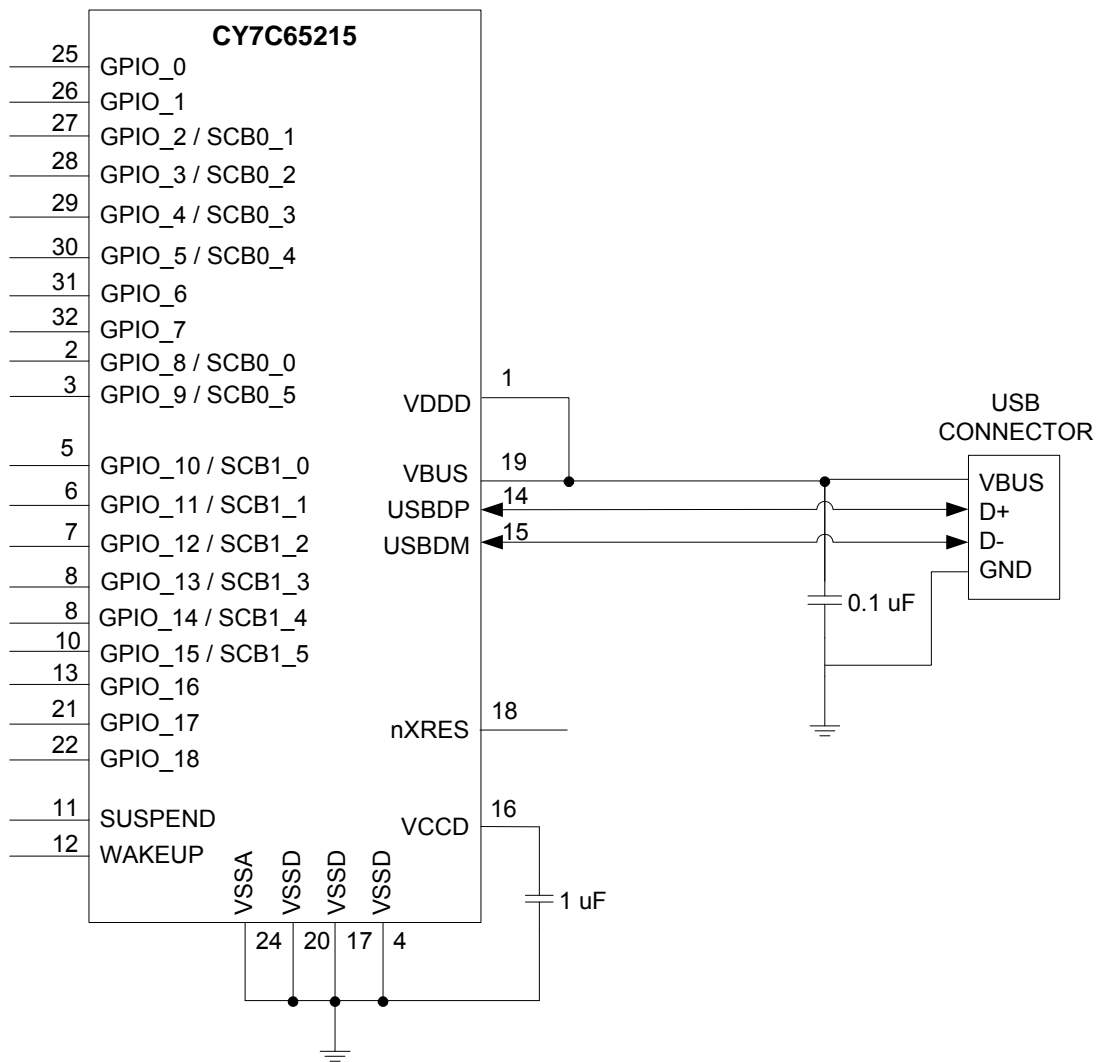 CY7C65215
25 GPIO_0
26 GPIO_1
27 GPIO_2 / SCB0_1
28 GPIO_3 / SCB0_2
29 GPIO_4 / SCB0_3
30 GPIO_5 / SCB0_4
31 GPIO_6
32 GPIO_7
2 GPIO_8 / SCB0_0
3 GPIO_9 / SCB0_5
5 GPIO_10 / SCB1_0
6 GPIO_11 / SCB1_1
7 GPIO_12 / SCB1_2
8 GPIO_13 / SCB1_3
8 GPIO_14 / SCB1_4
10 GPIO_15 / SCB1_5
13 GPIO_16
21 GPIO_17
22 GPIO_18
11 SUSPEND
12 WAKEUP
VDDD 1
VBUS 19
USBDP 14
USBDM 15
nXRES 18
VCCD 16
VSSA
VSSD
VSSD
VSSD
24 20 17 4
1 uF
0.1 uF
USB
CONNECTOR
VBUS
D+
D-
GND